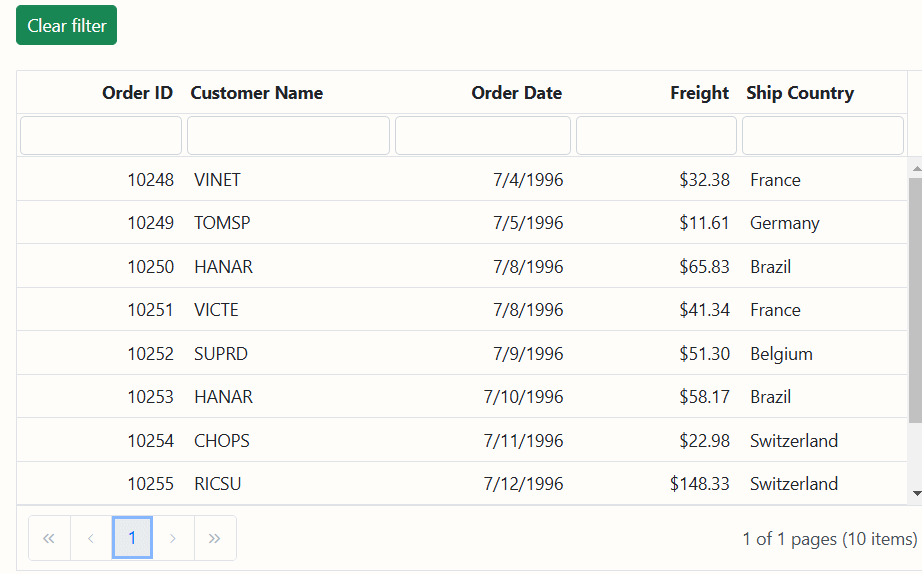 Clear filter
Order ID Customer Name Order Date Freight Ship Country
10248 VINET 7/4/1996 $32.38 France
10249 TOMSP 7/5/1996 $11.61 Germany
10250 HANAR 7/8/1996 $65.83 Brazil
10251 VICTE 7/8/1996 $41.34 France
10252 SUPRD 7/9/1996 $51.30 Belgium
10253 HANAR 7/10/1996 $58.17 Brazil
10254 CHOPS 7/11/1996 $22.98 Switzerland
10255 RICSU 7/12/1996 $148.33 Switzerland
« ‹ 1 › » 1 of 1 pages (10 items)